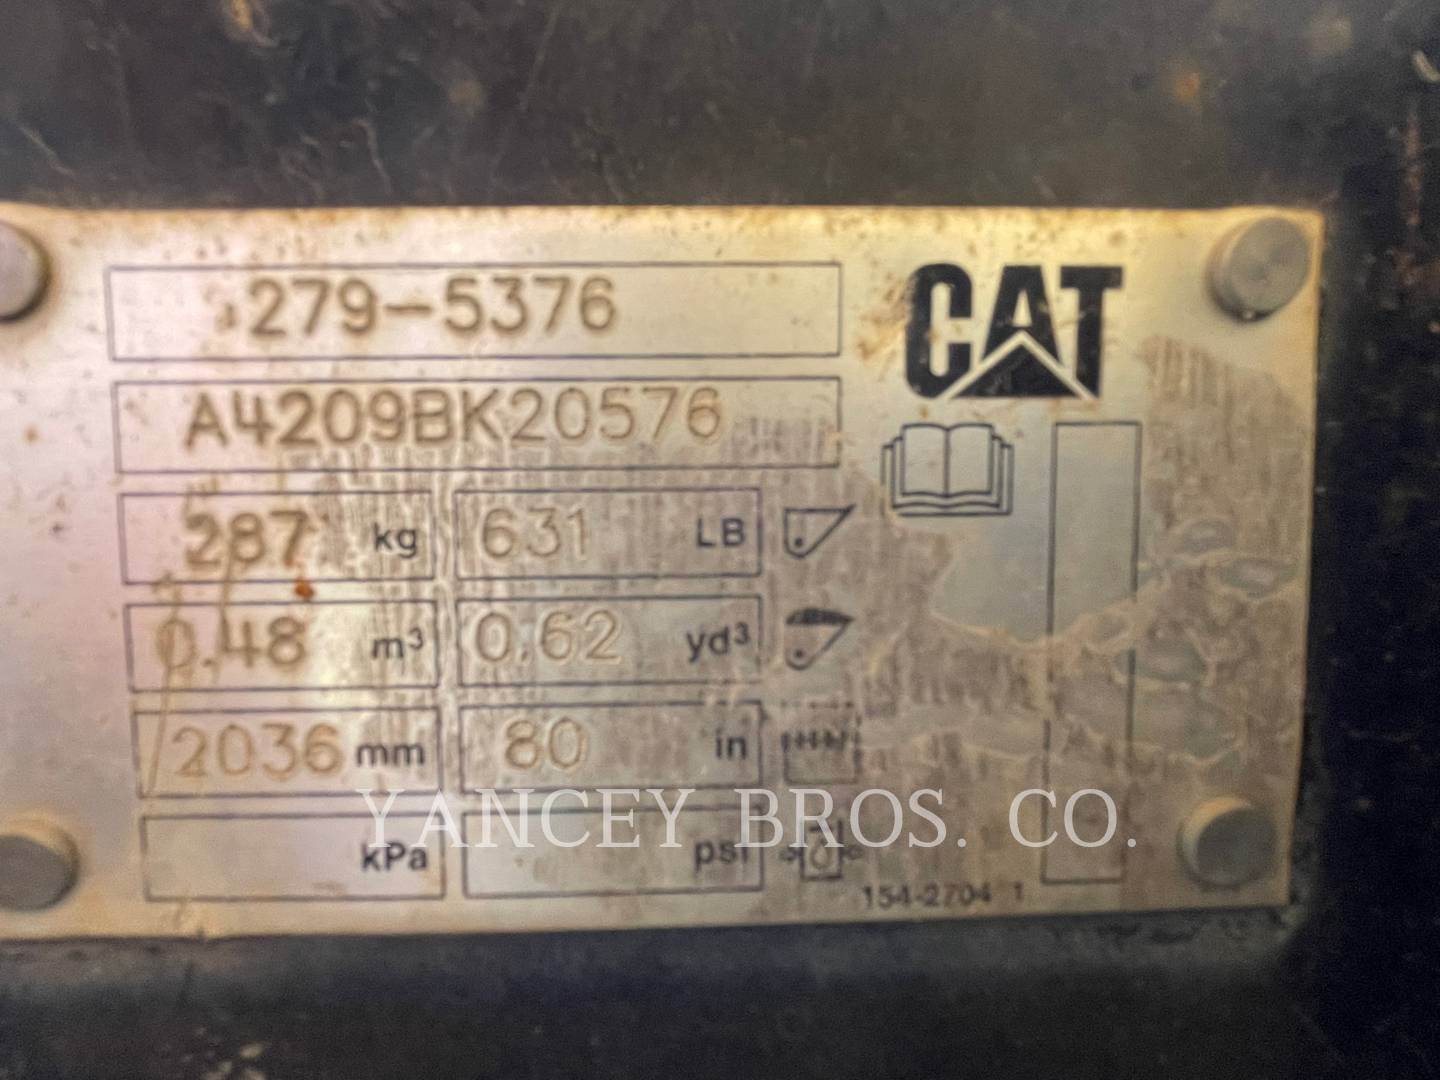 279-5376
CAT
A4209BK20576
287 kg 631 LB
0.48 m³ 0.62 yd³
2036 mm 80 in
kPa psi
YANCEY BROS. CO.
154-2704 1